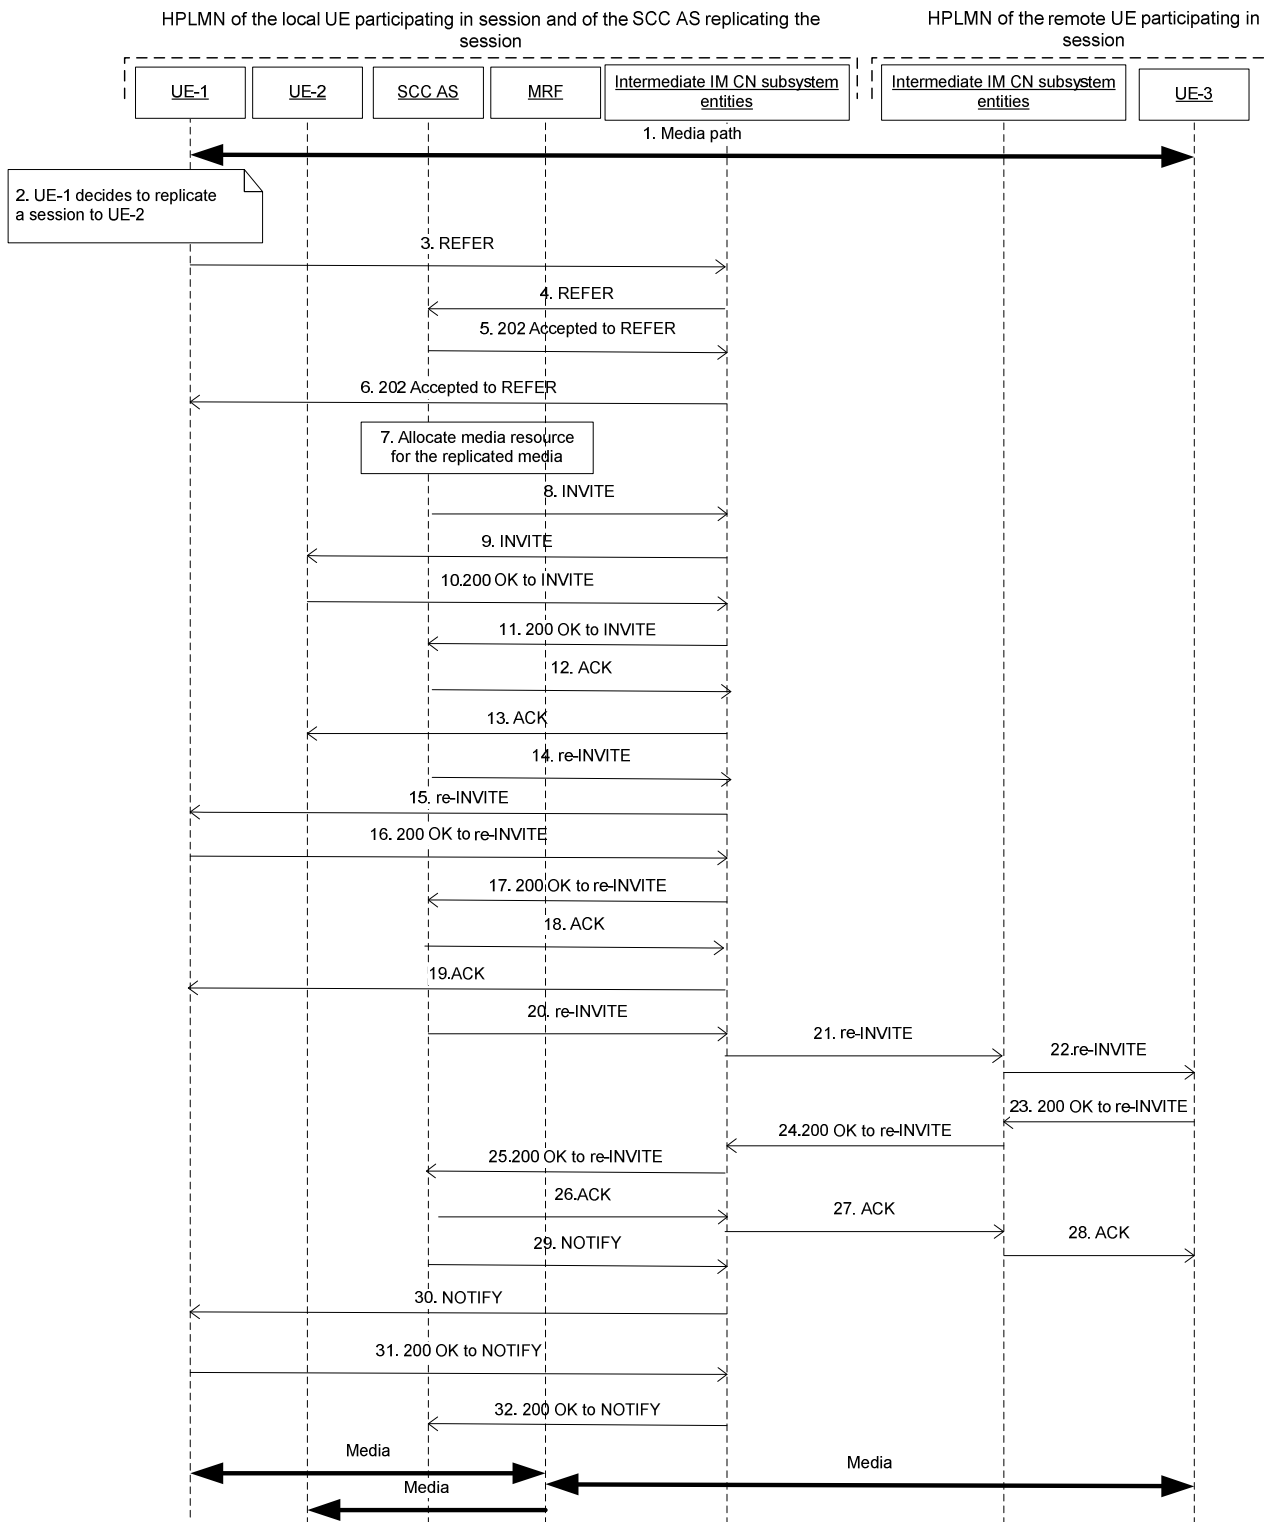 HPLMN of the local UE participating in session and of the SCC AS replicating the
session
HPLMN of the remote UE participating in
session
UE-1
UE-2
SCC AS
MRF
Intermediate IM CN subsystem
entities
Intermediate IM CN subsystem
entities
UE-3
1. Media path
2. UE-1 decides to replicate
a session to UE-2
3. REFER
4. REFER
5. 202 Accepted to REFER
6. 202 Accepted to REFER
7. Allocate media resource
for the replicated media
8. INVITE
9. INVITE
10.200 OK to INVITE
11. 200 OK to INVITE
12. ACK
13. ACK
14. re-INVITE
15. re-INVITE
16. 200 OK to re-INVITE
17. 200 OK to re-INVITE
18. ACK
19.ACK
20. re-INVITE
21. re-INVITE
22.re-INVITE
23. 200 OK to re-INVITE
24.200 OK to re-INVITE
25.200 OK to re-INVITE
26.ACK
27. ACK
28. ACK
29. NOTIFY
30. NOTIFY
31. 200 OK to NOTIFY
32. 200 OK to NOTIFY
Media
Media
Media